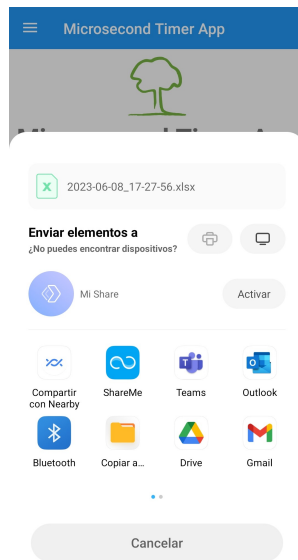 Microsecond Timer App
2023-06-08_17-27-56.xlsx
Enviar elementos a
¿No puedes encontrar dispositivos?
Mi Share
Activar
Compartir
con Nearby
ShareMe
Teams
Outlook
Bluetooth
Copiar a...
Drive
Gmail
Cancelar